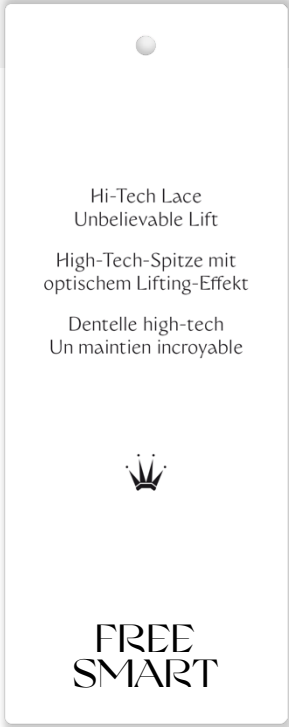 Hi-Tech Lace
Unbelievable Lift
High-Tech-Spitze mit
optischem Lifting-Effekt
Dentelle high-tech
Un maintien incroyable
FREE
SMART